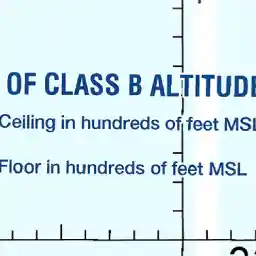 OF CLASS B ALTITUDE
Ceiling in hundreds of feet MSL
Floor in hundreds of feet MSL